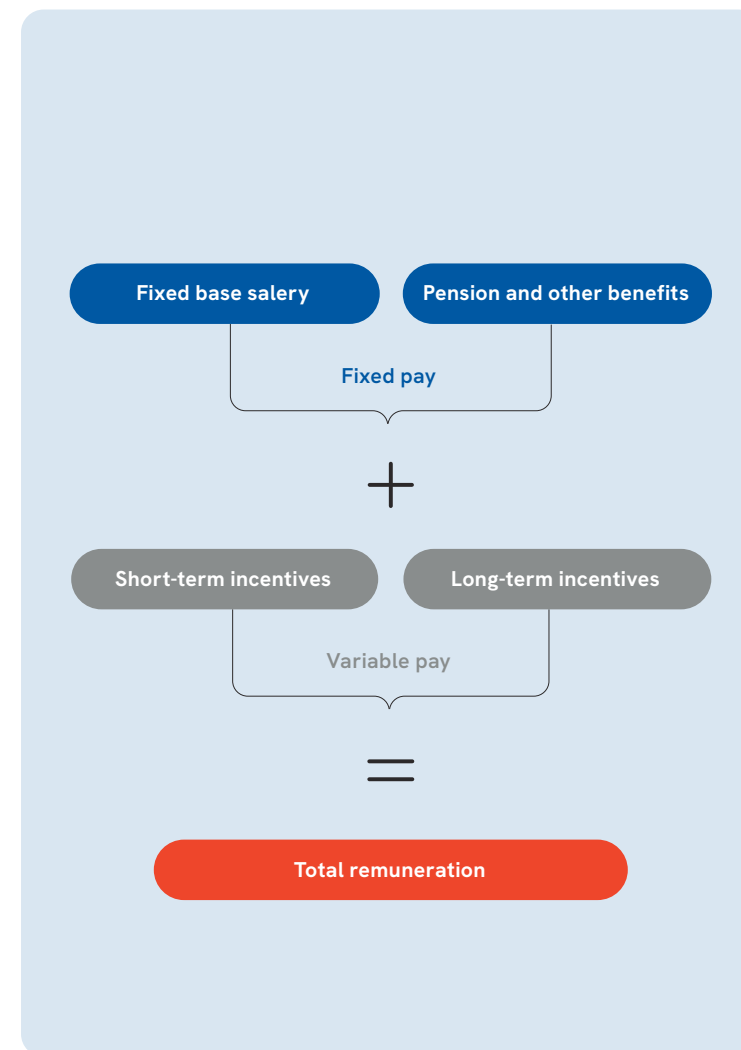 Fixed base salery
Pension and other benefits
Fixed pay
+
Short-term incentives
Long-term incentives
Variable pay
=
Total remuneration